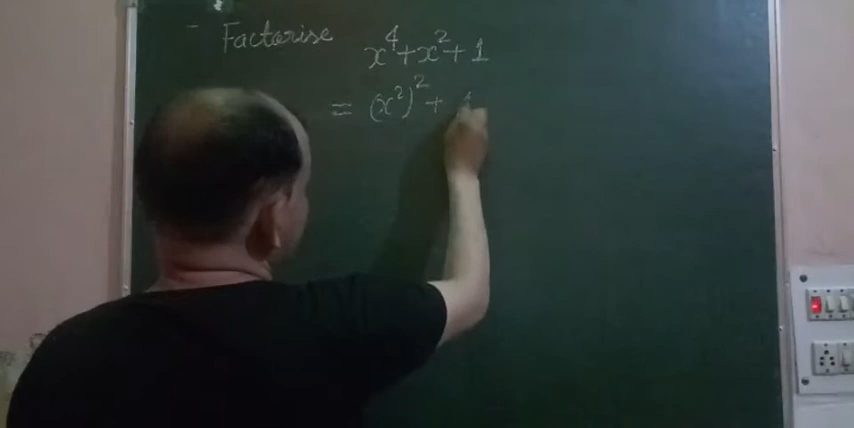 - Factorise x⁴+x²+1
= (x²)²+